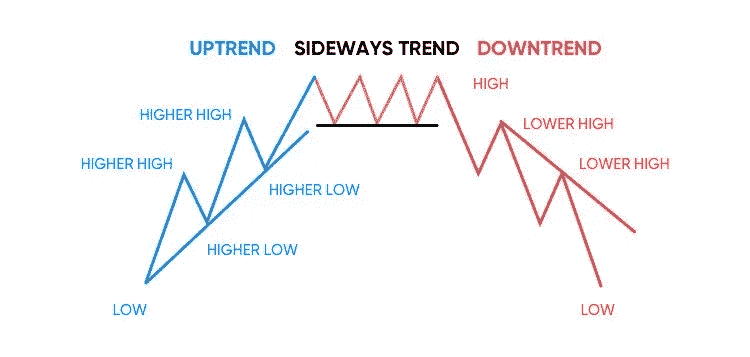 UPTREND SIDEWAYS TREND DOWNTREND
HIGH
HIGHER HIGH
LOWER HIGH
HIGHER HIGH
LOWER HIGH
HIGHER LOW
HIGHER LOW
LOW
LOW